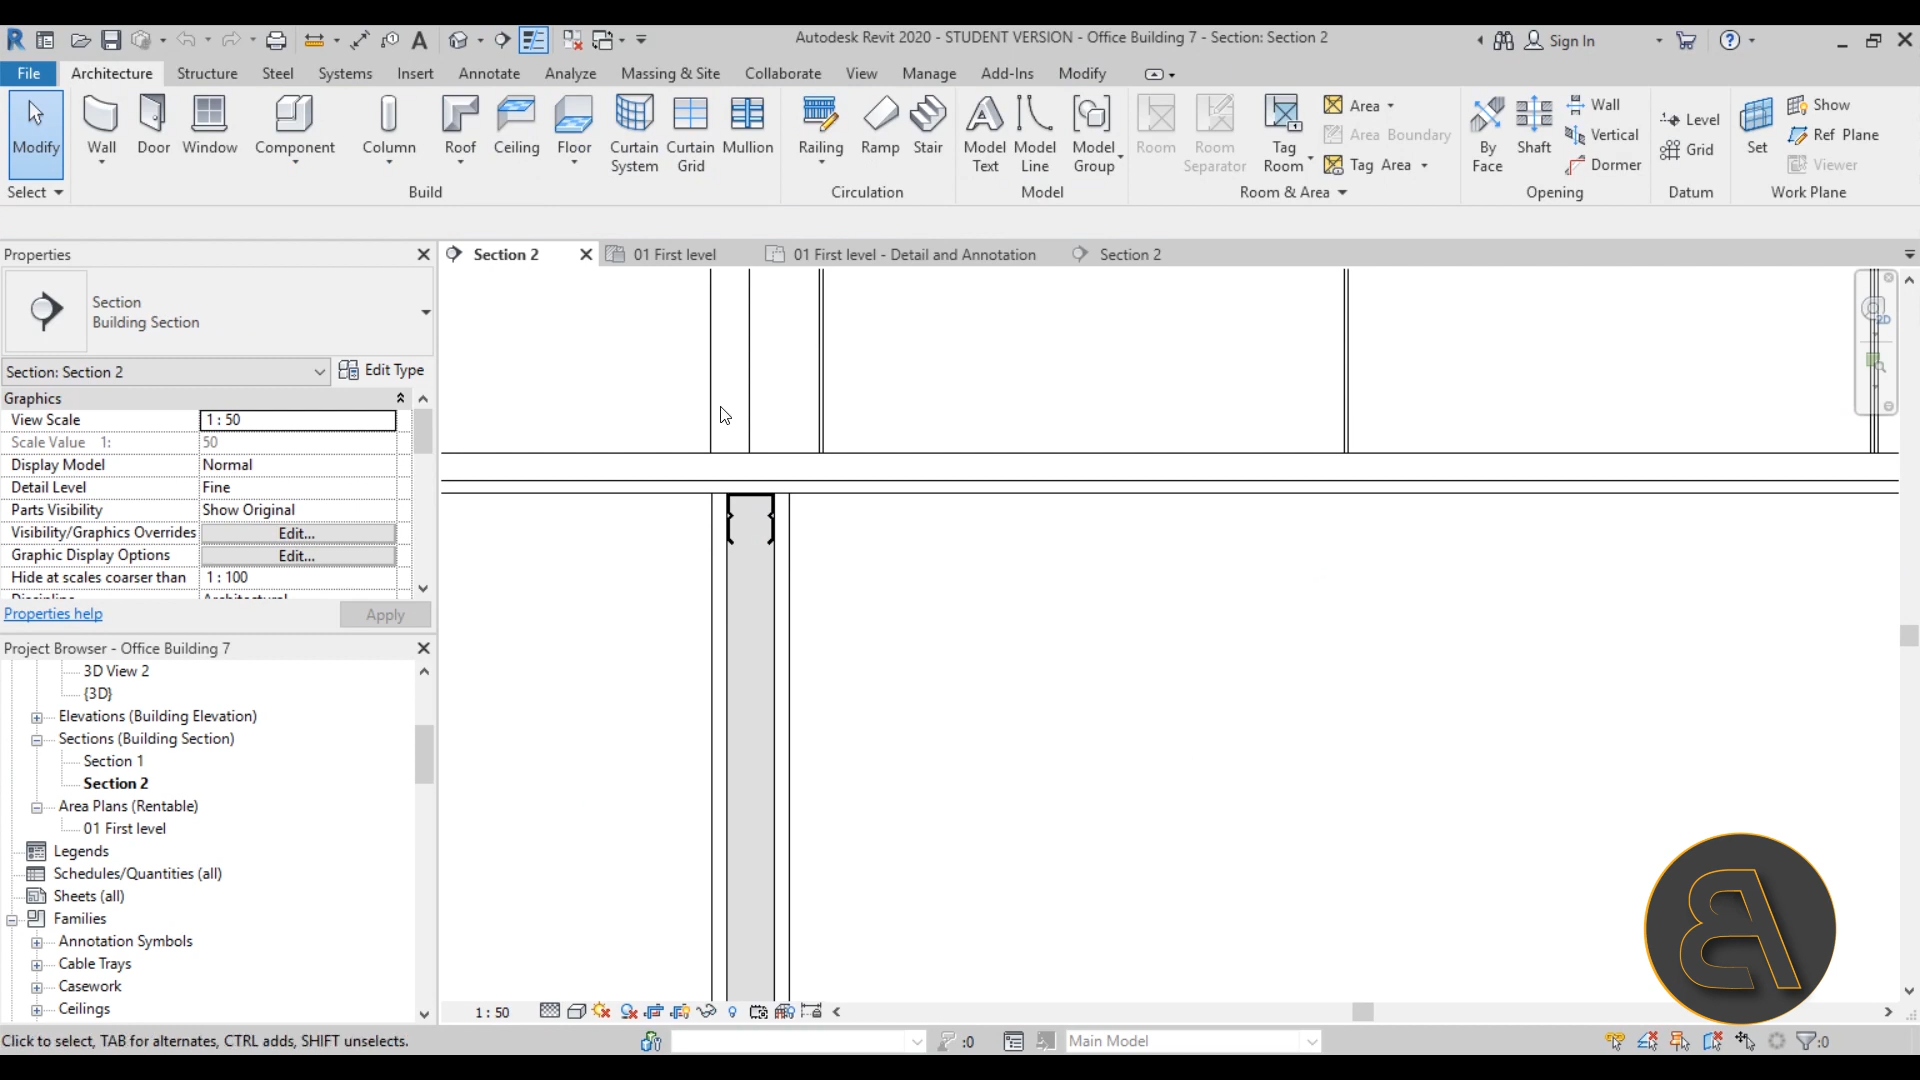 Autodesk Revit 2020 - STUDENT VERSION - Office Building 7 - Section: Section 2
Sign In
File Architecture Structure Steel Systems Insert Annotate Analyze Massing & Site Collaborate View Manage Add-Ins Modify
Modify Wall Door Window Component Column Roof Ceiling Floor Curtain System Curtain Grid Mullion Railing Ramp Stair Model Text Model Line Model Group Room Room Separator Tag Room Area Area Boundary Tag Area By Face Shaft Wall Vertical Dormer Level Grid Set Show Ref Plane Viewer
Select Build Circulation Model Room & Area Opening Datum Work Plane
Properties
Section 2 01 First level 01 First level - Detail and Annotation Section 2
2D
Section
Building Section
Section: Section 2 Edit Type
Graphics
View Scale 1 : 50
Scale Value 1: 50
Display Model Normal
Detail Level Fine
Parts Visibility Show Original
Visibility/Graphics Overrides Edit...
Graphic Display Options Edit...
Hide at scales coarser than 1 : 100
Properties help Apply
Project Browser - Office Building 7
3D View 2
{3D}
Elevations (Building Elevation)
Sections (Building Section)
Section 1
Section 2
Area Plans (Rentable)
01 First level
Legends
Schedules/Quantities (all)
Sheets (all)
Families
Annotation Symbols
Cable Trays
Casework
Ceilings
1 : 50
Click to select, TAB for alternates, CTRL adds, SHIFT unselects.
:0
Main Model
:0